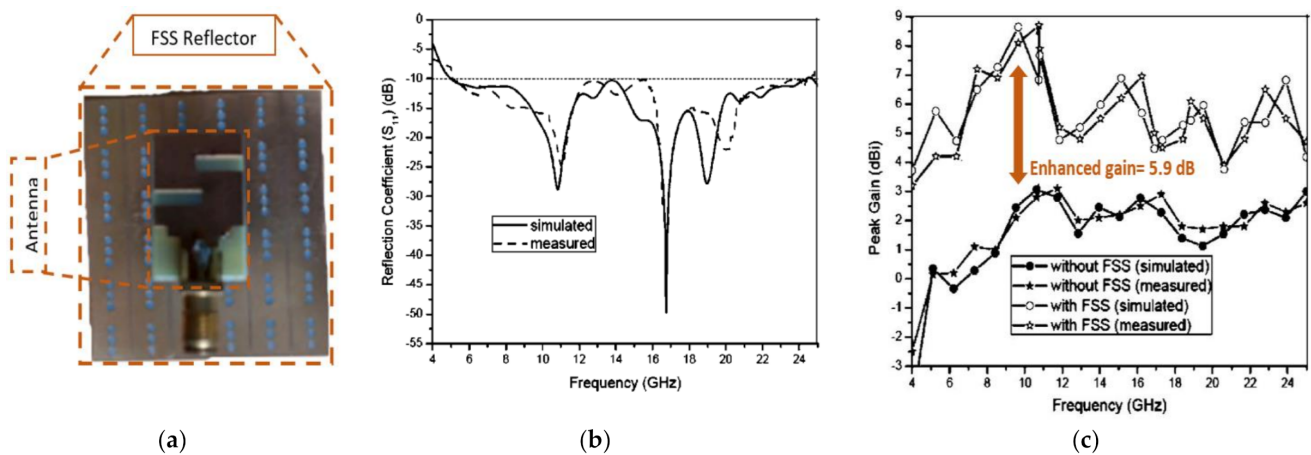 FSS Reflector
Antenna
(a)
Reflection Coefficient (S11) (dB)
0
-5
-10
-15
-20
-25
-30
-35
-40
-45
-50
-55
simulated
measured
4 6 8 10 12 14 16 18 20 22 24
Frequency (GHz)
(b)
Peak Gain (dBi)
9
8
7
6
5
4
3
2
1
0
-1
-2
-3
Enhanced gain= 5.9 dB
without FSS (simulated)
without FSS (measured)
with FSS (simulated)
with FSS (measured)
4 6 8 10 12 14 16 18 20 22 24
Frequency (GHz)
(c)